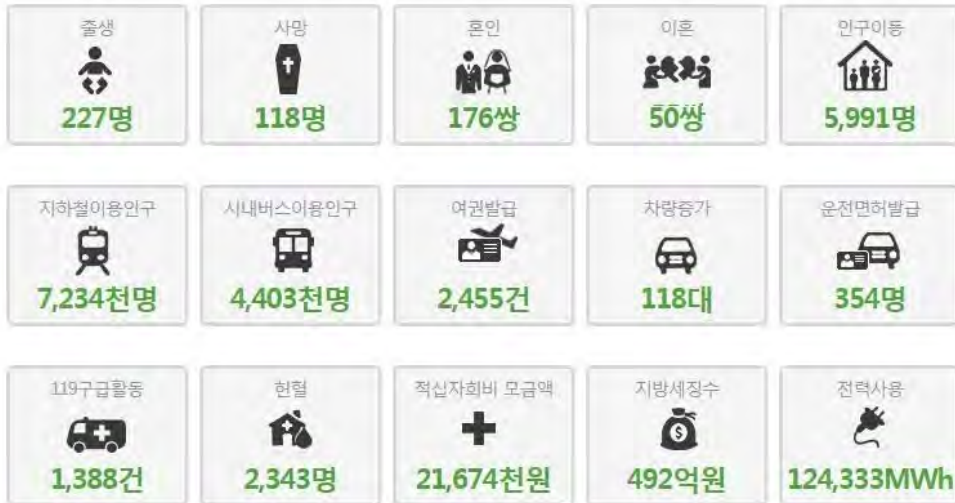 출생
사망
혼인
이혼
인구이동
227명
118명
176쌍
50쌍
5,991명
지하철이용인구
시내버스이용인구
여권발급
차량증가
운전면허발급
7,234천명
4,403천명
2,455건
118대
354명
119구급활동
헌혈
적십자회비 모금액
지방세징수
전력사용
1,388건
2,343명
21,674천원
492억원
124,333MWh